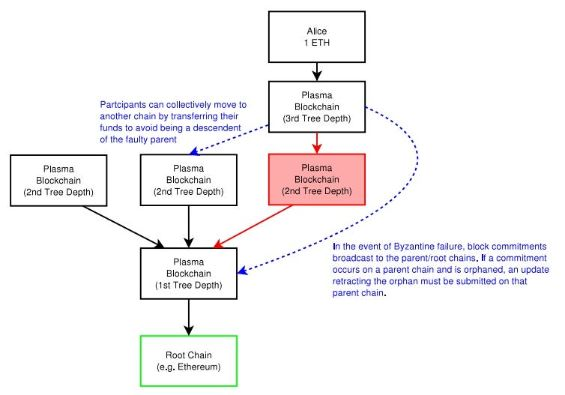 Alice
1 ETH
Plasma
Blockchain
(3rd Tree Depth)
Partcipants can collectively move to
another chain by transferring their
funds to avoid being a descendent
of the faulty parent
Plasma
Blockchain
(2nd Tree Depth)
Plasma
Blockchain
(2nd Tree Depth)
Plasma
Blockchain
(2nd Tree Depth)
In the event of Byzantine failure, block commitments
broadcast to the parent/root chains. If a commitment
occurs on a parent chain and is orphaned, an update
retracting the orphan must be submitted on that
parent chain.
Plasma
Blockchain
(1st Tree Depth)
Root Chain
(e.g. Ethereum)